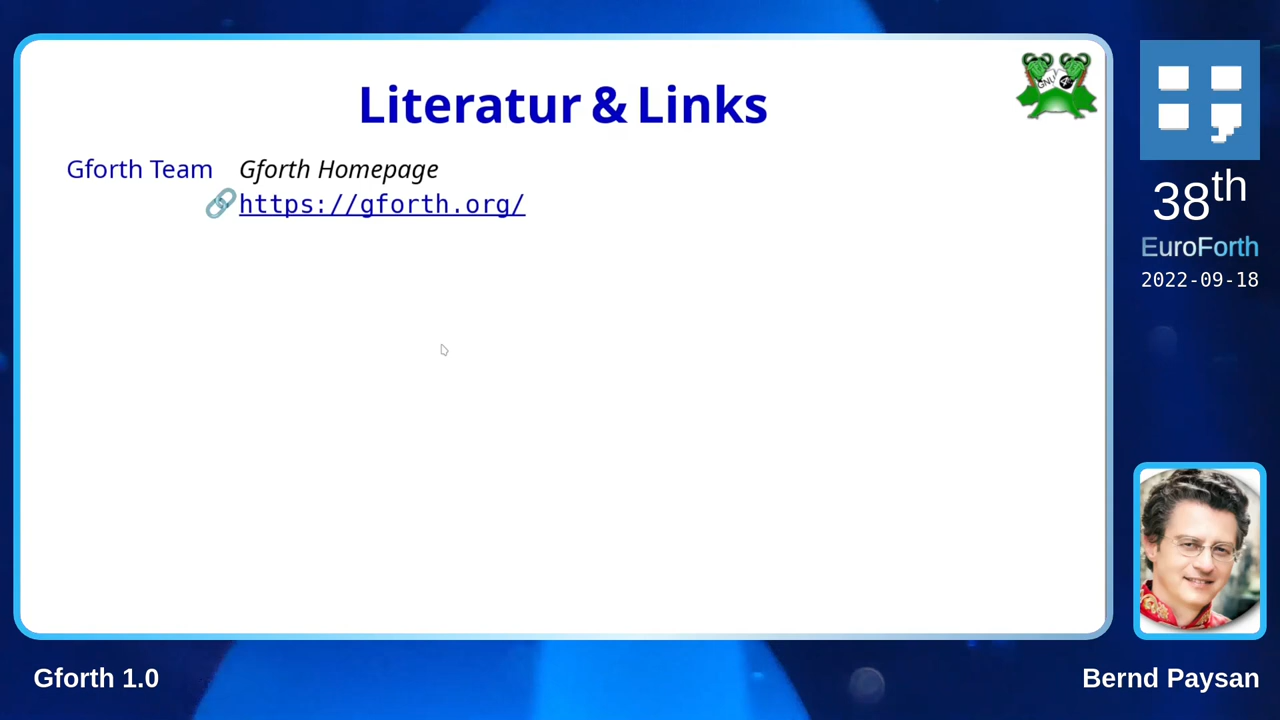 Literatur & Links
Gforth Team Gforth Homepage
https://gforth.org/
38th
EuroForth
2022-09-18
Gforth 1.0
Bernd Paysan